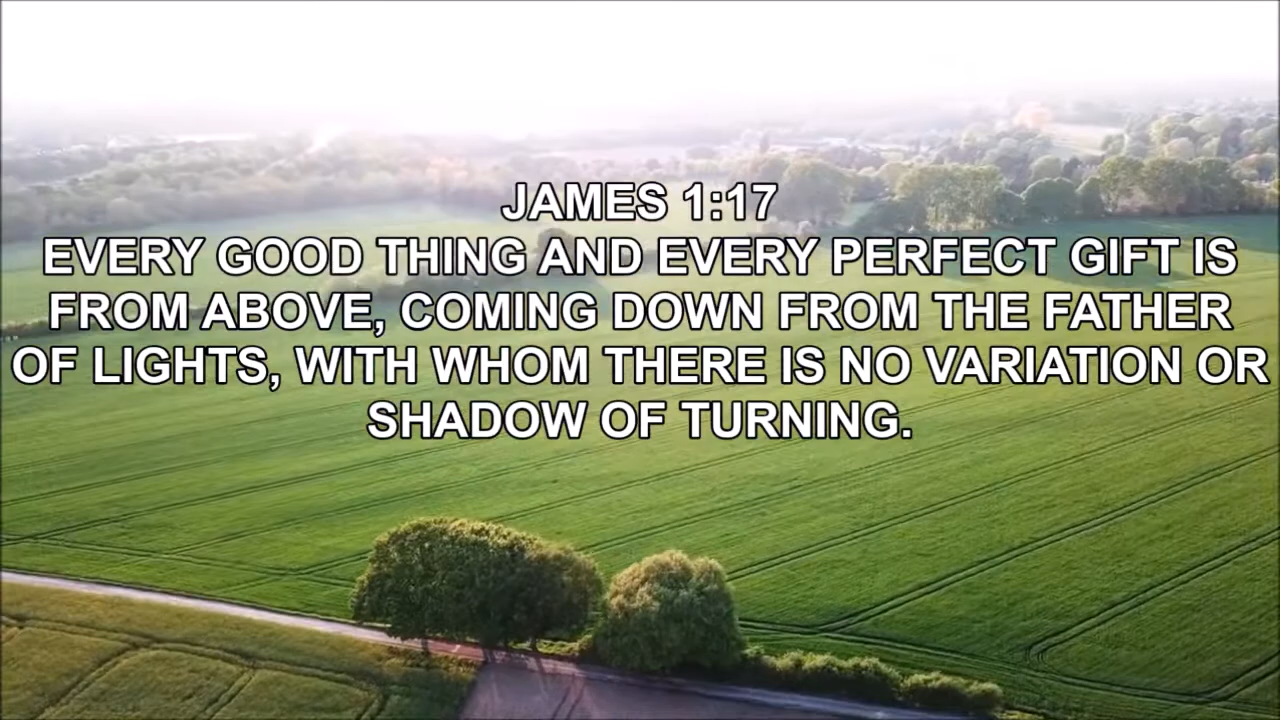 JAMES 1:17
EVERY GOOD THING AND EVERY PERFECT GIFT IS
FROM ABOVE, COMING DOWN FROM THE FATHER
OF LIGHTS, WITH WHOM THERE IS NO VARIATION OR
SHADOW OF TURNING.